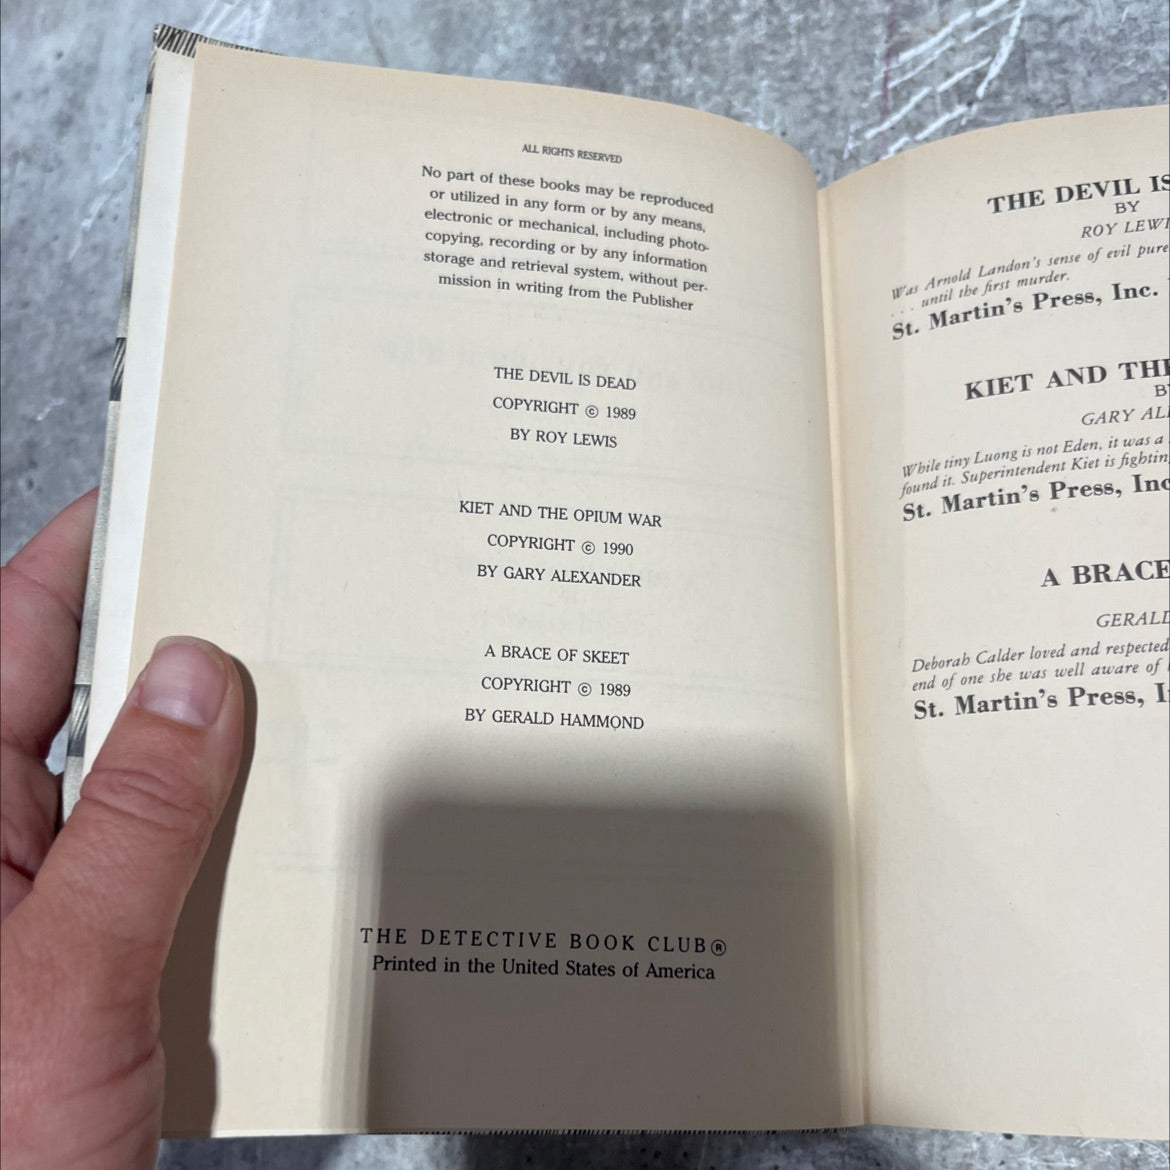 ALL RIGHTS RESERVED
No part of these books may be reproduced
or utilized in any form or by any means,
electronic or mechanical, including photo-
copying, recording or by any information
storage and retrieval system, without per-
mission in writing from the Publisher
THE DEVIL IS DEAD
COPYRIGHT © 1989
BY ROY LEWIS
KIET AND THE OPIUM WAR
COPYRIGHT © 1990
BY GARY ALEXANDER
A BRACE OF SKEET
COPYRIGHT © 1989
BY GERALD HAMMOND
THE DETECTIVE BOOK CLUB®
Printed in the United States of America
THE DEVIL IS
BY
ROY LEWI
Was Arnold Landon's sense of evil pure
. . . until the first murder.
St. Martin's Press, Inc.
KIET AND THE
B
GARY AL
While tiny Luong is not Eden, it was a
found it. Superintendent Kiet is fighting
St. Martin's Press, Inc
A BRACE
GERALD
Deborah Calder loved and respected
end of one she was well aware of
St. Martin's Press, I